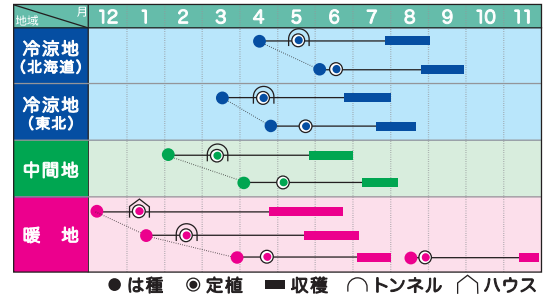 月
地域
12 1 2 3 4 5 6 7 8 9 10 11
冷涼地
(北海道)
冷涼地
(東北)
中間地
暖 地
は種 定植 収穫 トンネル ハウス